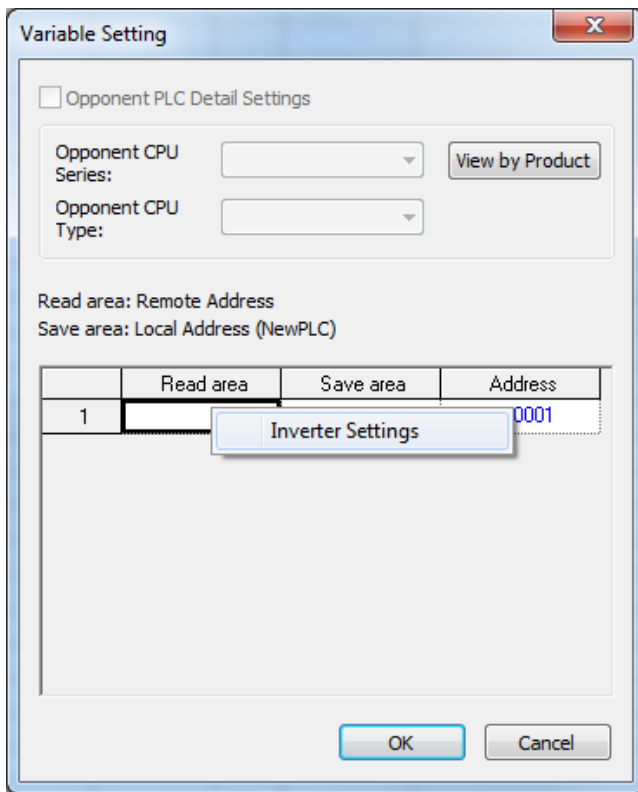 Variable Setting
Opponent PLC Detail Settings
Opponent CPU Series:
View by Product
Opponent CPU Type:
Read area: Remote Address
Save area: Local Address (NewPLC)
Read area Save area Address
1 0001
Inverter Settings
OK Cancel